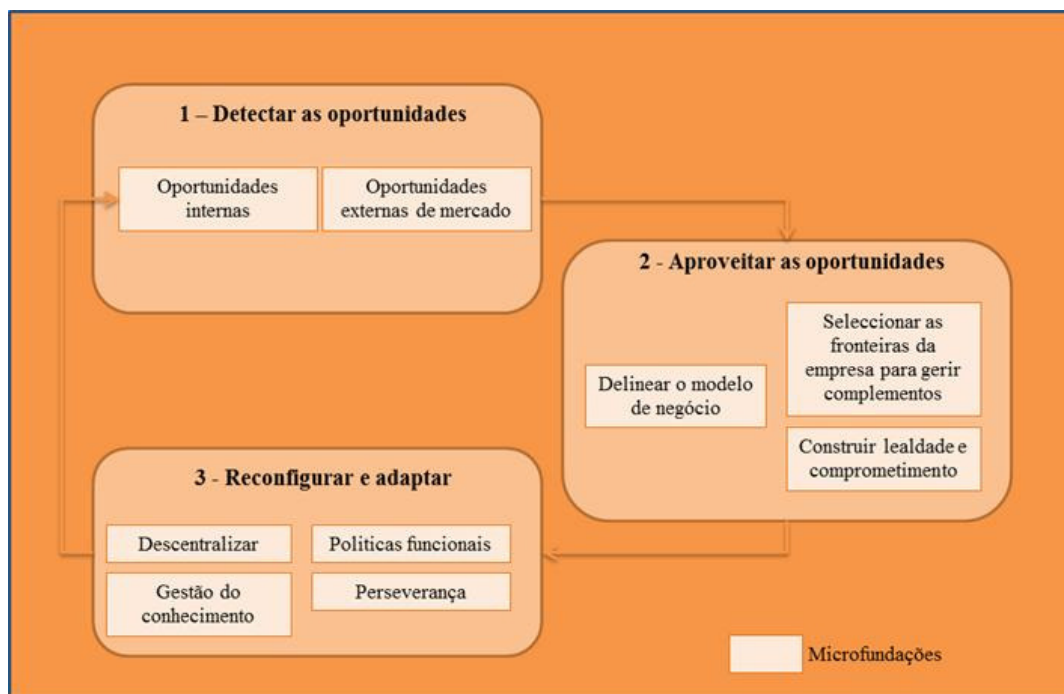 1 – Detectar as oportunidades
Oportunidades
internas
Oportunidades
externas de mercado
2 - Aproveitar as oportunidades
Delinear o modelo
de negócio
Seleccionar as
fronteiras da
empresa para gerir
complementos
Construir lealdade e
comprometimento
3 - Reconfigurar e adaptar
Descentralizar
Politicas funcionais
Gestão do
conhecimento
Perseverança
Microfundações